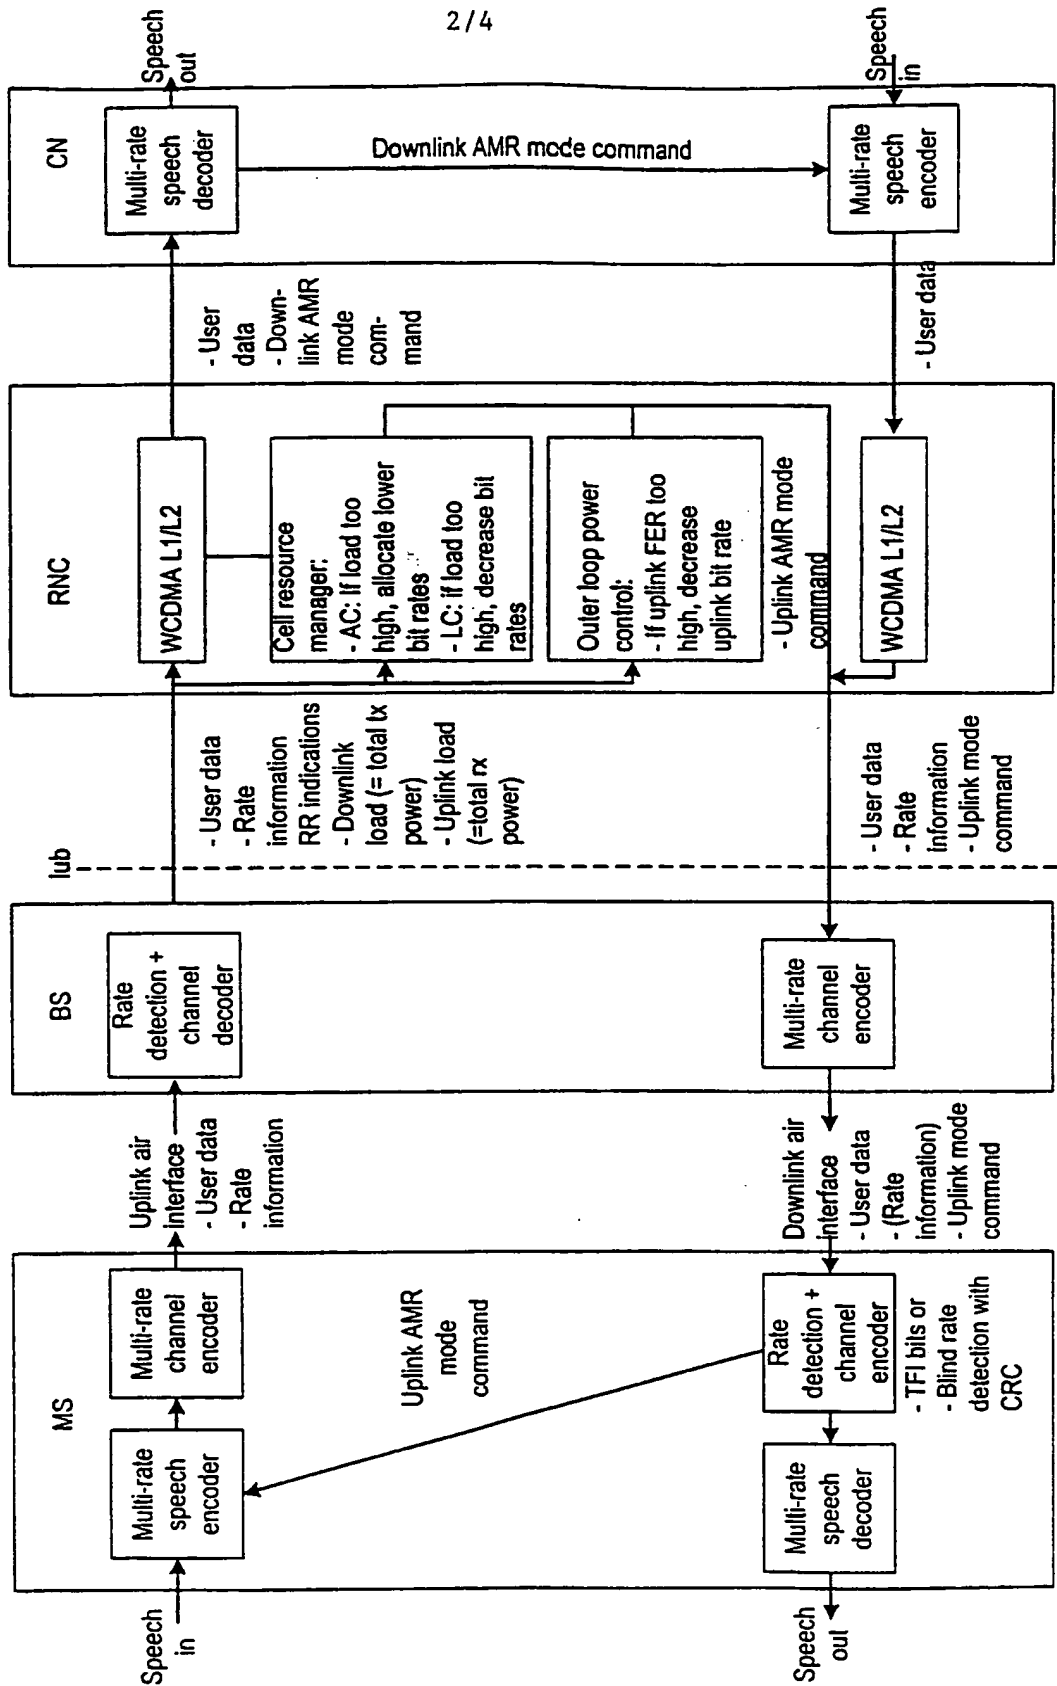 2/4
MS
Speech
in
Multi-rate
speech
encoder
Multi-rate
channel
encoder
Uplink air
interface
- User data
- Rate
information
Uplink AMR
mode
command
Speech
out
Multi-rate
speech
decoder
Rate
detection +
channel
encoder
- TFI bits or
- Blind rate
detection with
CRC
Downlink air
interface
- User data
- (Rate
information)
- Uplink mode
command
BS
Rate
detection +
channel
decoder
Multi-rate
channel
encoder
Iub
- User data
- Rate
information
RR indications
- Downlink
load (= total tx
power)
- Uplink load
(=total rx
power)
- User data
- Rate
information
- Uplink mode
command
RNC
WCDMA L1/L2
Cell resource
manager:
- AC: If load too
high, allocate lower
bit rates
- LC: if load too
high, decrease bit
rates
Outer loop power
control:
- If uplink FER too
high, decrease
uplink bit rate
- Uplink AMR mode
command
WCDMA L1/L2
- User
data
- Down-
link AMR
mode
com-
mand
- User data
CN
Multi-rate
speech
decoder
Speech
out
Downlink AMR mode command
Multi-rate
speech
encoder
Speech
in